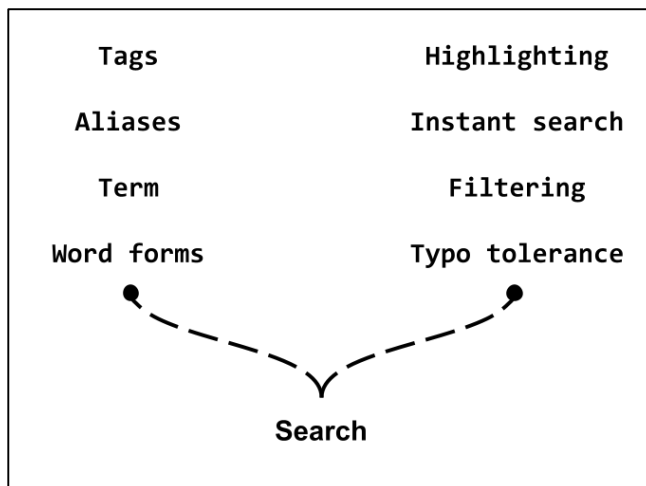 Tags
Aliases
Term
Word forms
Highlighting
Instant search
Filtering
Typo tolerance
Search